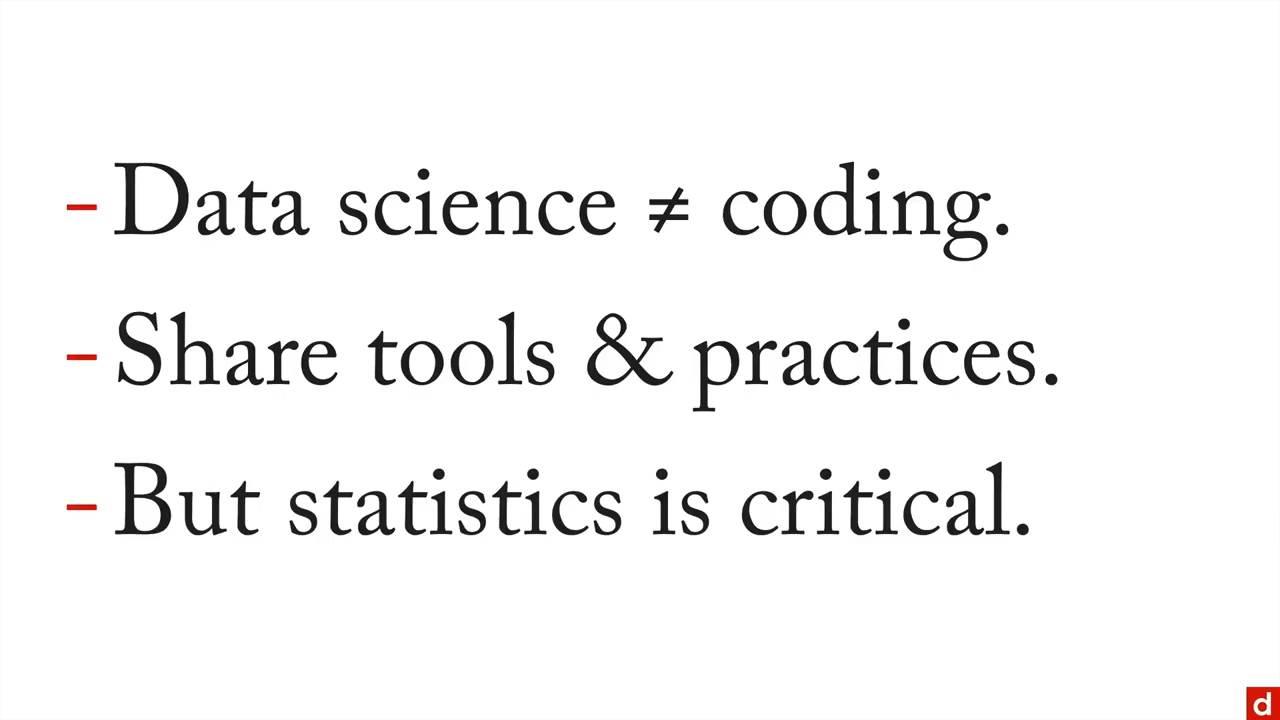 – Data science ≠ coding.
– Share tools & practices.
– But statistics is critical.
d